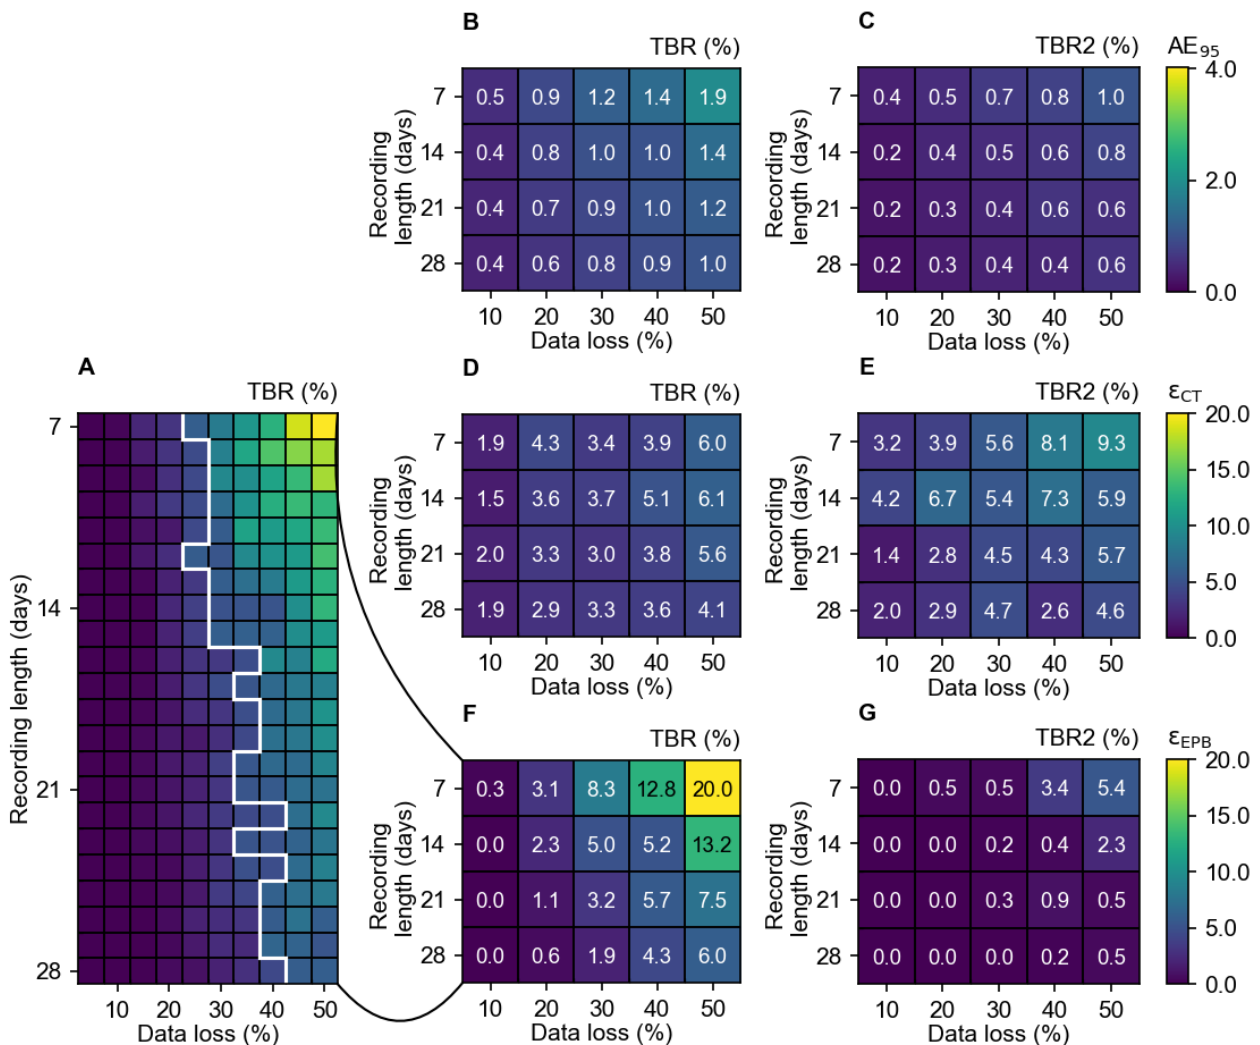 B
TBR (%)
7 0.5 0.9 1.2 1.4 1.9
14 0.4 0.8 1.0 1.0 1.4
21 0.4 0.7 0.9 1.0 1.2
28 0.4 0.6 0.8 0.9 1.0
10 20 30 40 50
Data loss (%)
Recording
length (days)
C
TBR2 (%)
7 0.4 0.5 0.7 0.8 1.0
14 0.2 0.4 0.5 0.6 0.8
21 0.2 0.3 0.4 0.6 0.6
28 0.2 0.3 0.4 0.4 0.6
10 20 30 40 50
Data loss (%)
Recording
length (days)
AE95
4.0
2.0
0.0
A
TBR (%)
7
14
21
28
10 20 30 40 50
Data loss (%)
Recording length (days)
D
TBR (%)
7 1.9 4.3 3.4 3.9 6.0
14 1.5 3.6 3.7 5.1 6.1
21 2.0 3.3 3.0 3.8 5.6
28 1.9 2.9 3.3 3.6 4.1
10 20 30 40 50
Data loss (%)
Recording
length (days)
E
TBR2 (%)
7 3.2 3.9 5.6 8.1 9.3
14 4.2 6.7 5.4 7.3 5.9
21 1.4 2.8 4.5 4.3 5.7
28 2.0 2.9 4.7 2.6 4.6
10 20 30 40 50
Data loss (%)
Recording
length (days)
εCT
20.0
15.0
10.0
5.0
0.0
F
TBR (%)
7 0.3 3.1 8.3 12.8 20.0
14 0.0 2.3 5.0 5.2 13.2
21 0.0 1.1 3.2 5.7 7.5
28 0.0 0.6 1.9 4.3 6.0
10 20 30 40 50
Data loss (%)
Recording
length (days)
G
TBR2 (%)
7 0.0 0.5 0.5 3.4 5.4
14 0.0 0.0 0.2 0.4 2.3
21 0.0 0.0 0.3 0.9 0.5
28 0.0 0.0 0.0 0.2 0.5
10 20 30 40 50
Data loss (%)
Recording
length (days)
εEPB
20.0
15.0
10.0
5.0
0.0